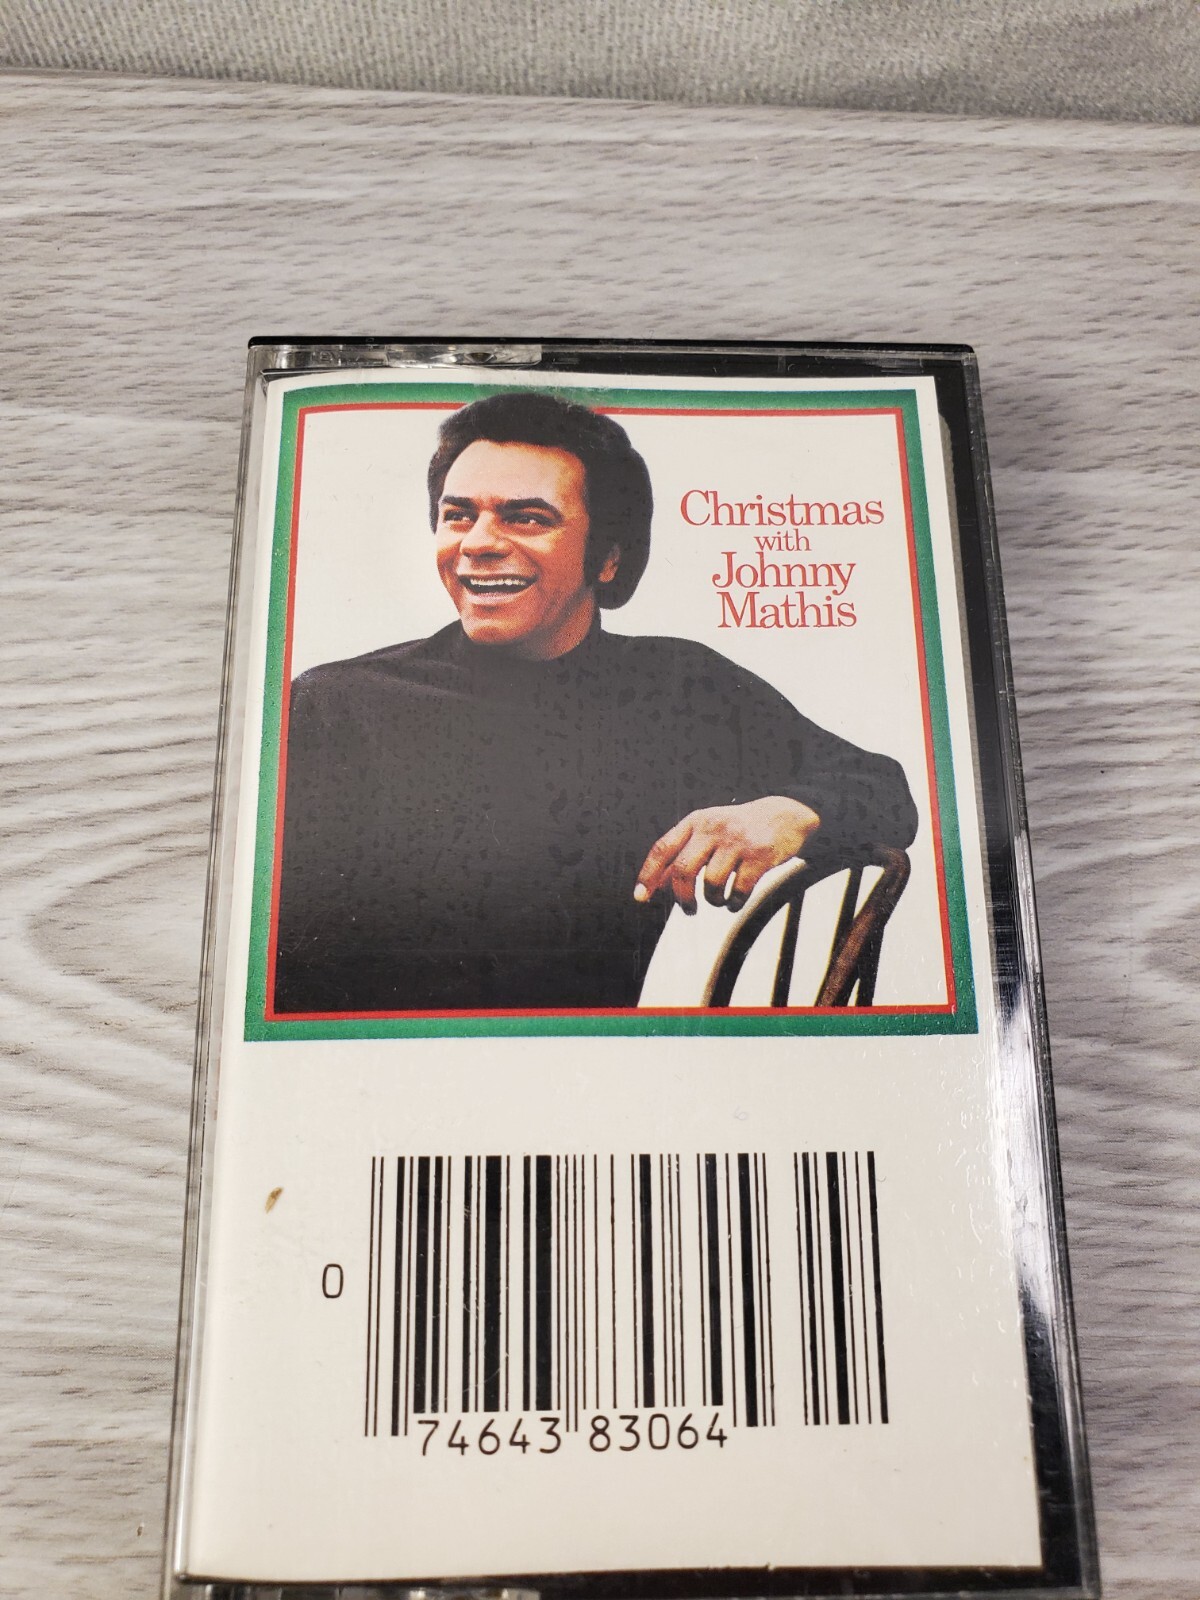 Christmas
with
Johnny
Mathis
0
74643 83064